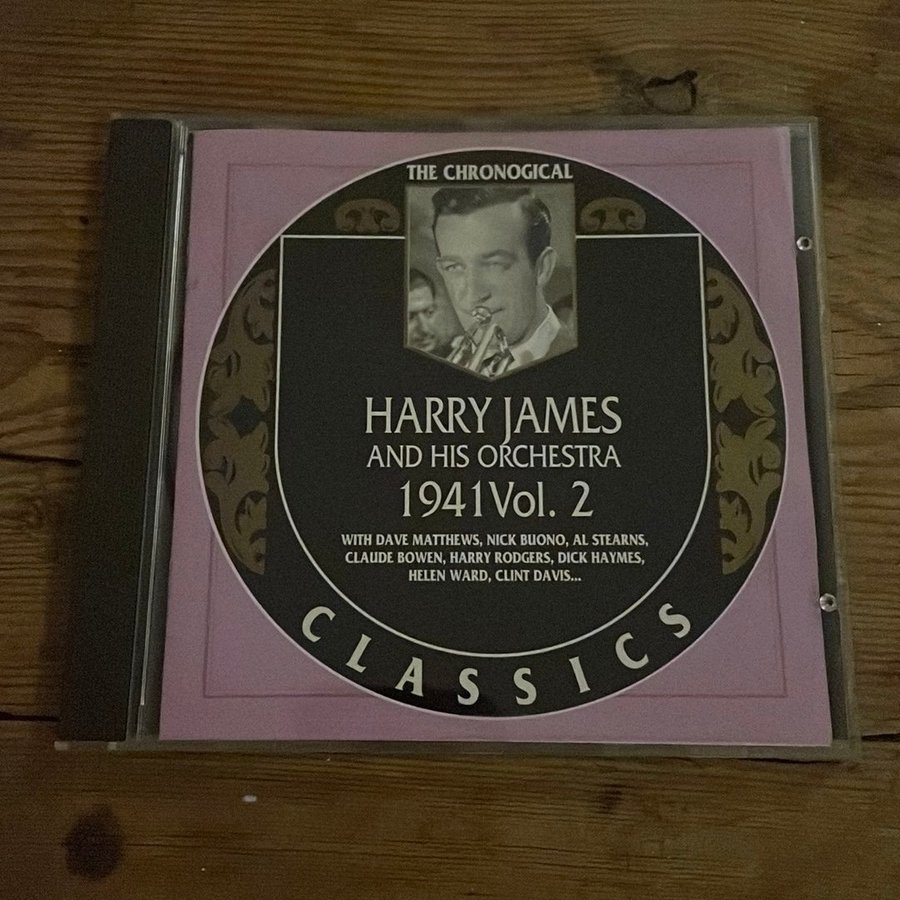 THE CHRONOGICAL
HARRY JAMES
AND HIS ORCHESTRA
1941Vol. 2
WITH DAVE MATTHEWS, NICK BUONO, AL STEARNS,
CLAUDE BOWEN, HARRY RODGERS, DICK HAYMES,
HELEN WARD, CLINT DAVIS...
CLASSICS